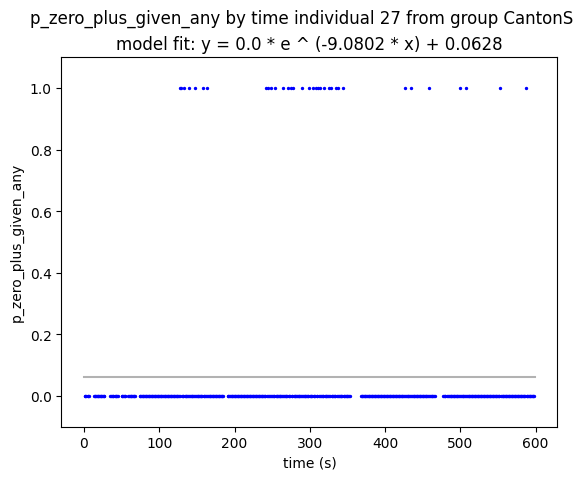 p_zero_plus_given_any by time individual 27 from group CantonS
model fit: y = 0.0 * e ^ (-9.0802 * x) + 0.0628
1.0
0.8
0.6
0.4
0.2
0.0
p_zero_plus_given_any
0 100 200 300 400 500 600
time (s)